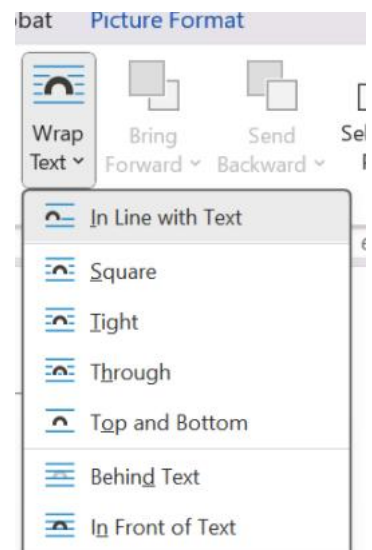 bat Picture Format
Wrap Text
Bring Forward
Send Backward
Sel
In Line with Text
Square
Tight
Through
Top and Bottom
Behind Text
In Front of Text